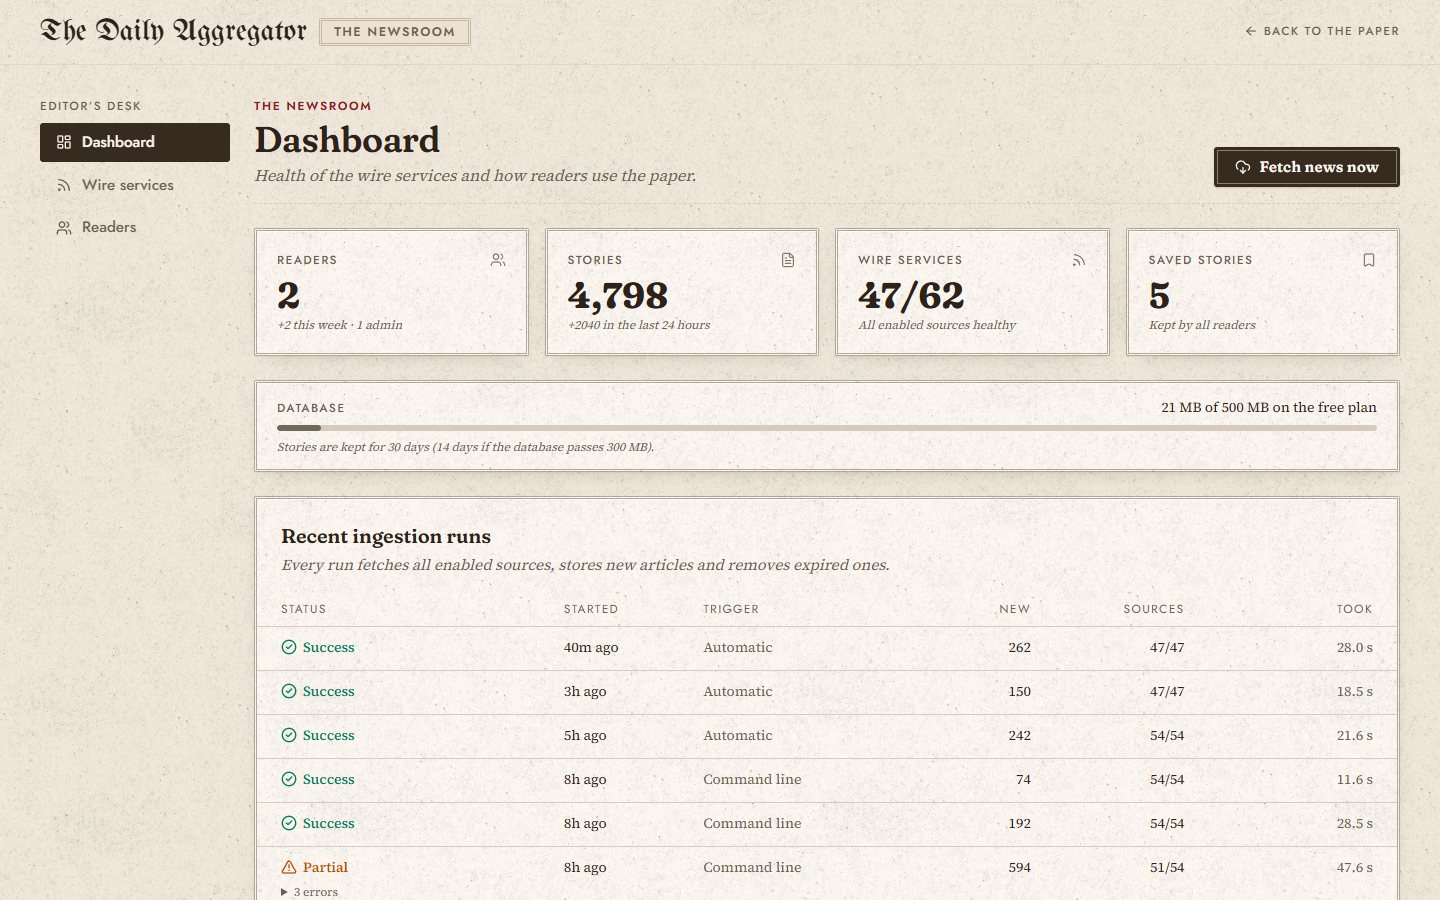 The Daily Aggregator
THE NEWSROOM
← BACK TO THE PAPER
EDITOR'S DESK
Dashboard
Wire services
Readers
THE NEWSROOM
Dashboard
Health of the wire services and how readers use the paper.
Fetch news now
READERS
2
+2 this week · 1 admin
STORIES
4,798
+2040 in the last 24 hours
WIRE SERVICES
47/62
All enabled sources healthy
SAVED STORIES
5
Kept by all readers
DATABASE
21 MB of 500 MB on the free plan
Stories are kept for 30 days (14 days if the database passes 300 MB).
Recent ingestion runs
Every run fetches all enabled sources, stores new articles and removes expired ones.
STATUS STARTED TRIGGER NEW SOURCES TOOK
Success 40m ago Automatic 262 47/47 28.0 s
Success 3h ago Automatic 150 47/47 18.5 s
Success 5h ago Automatic 242 54/54 21.6 s
Success 8h ago Command line 74 54/54 11.6 s
Success 8h ago Command line 192 54/54 28.5 s
Partial 8h ago Command line 594 51/54 47.6 s
▶ 3 errors